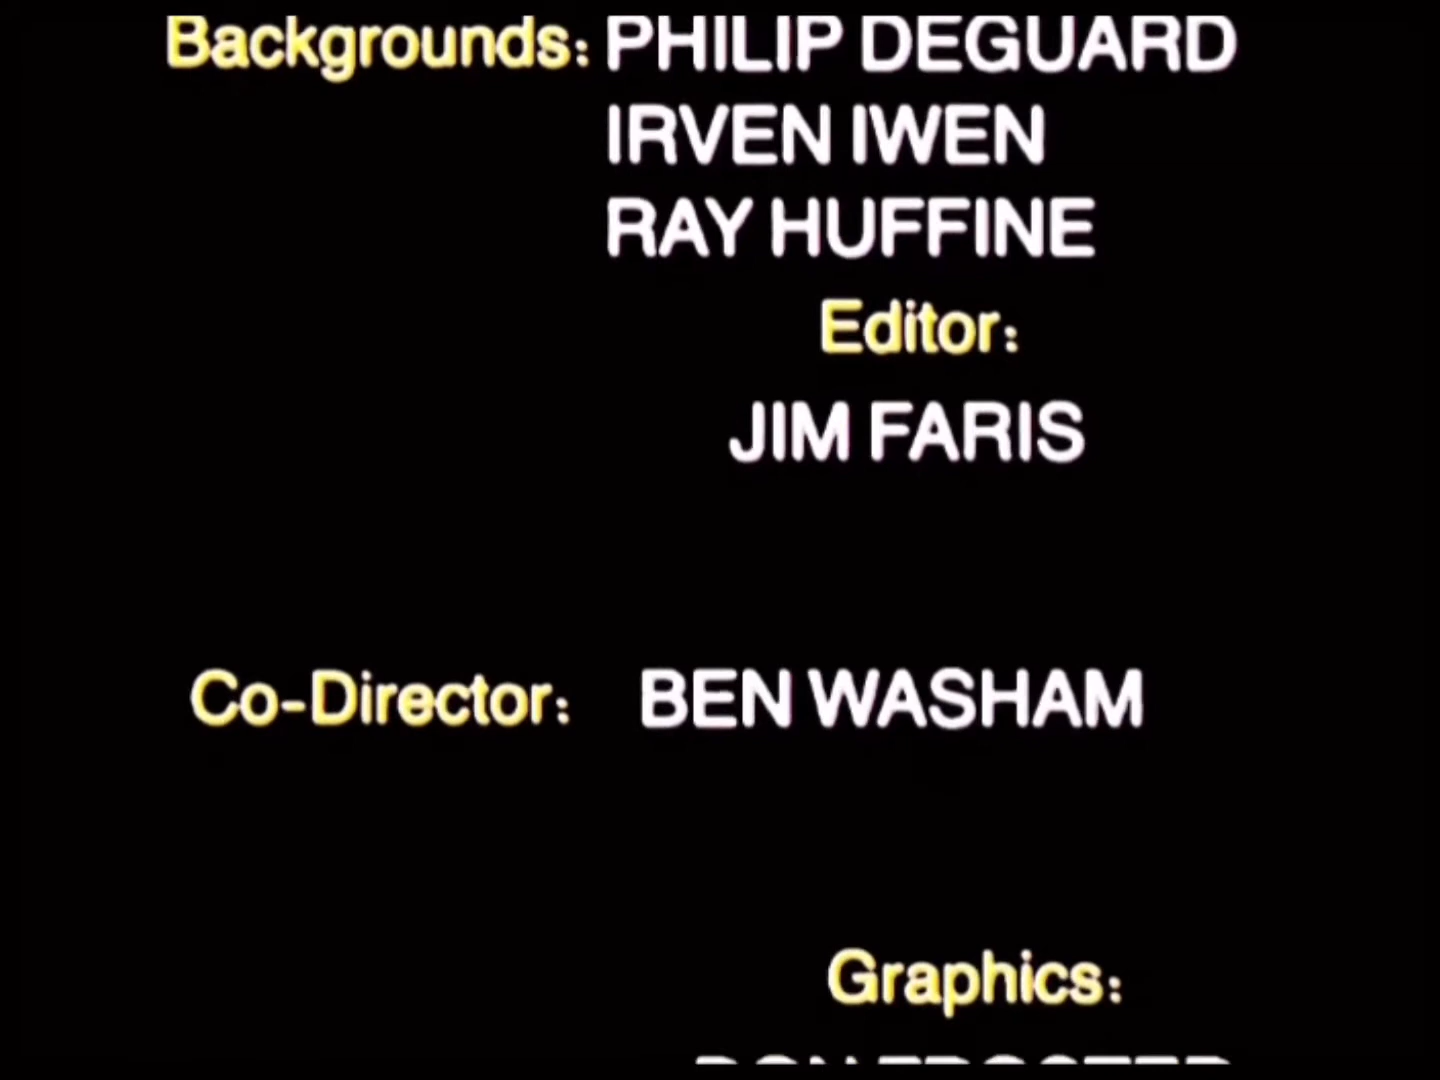 Backgrounds: PHILIP DEGUARD
IRVEN IWEN
RAY HUFFINE
Editor:
JIM FARIS
Co-Director: BEN WASHAM
Graphics: